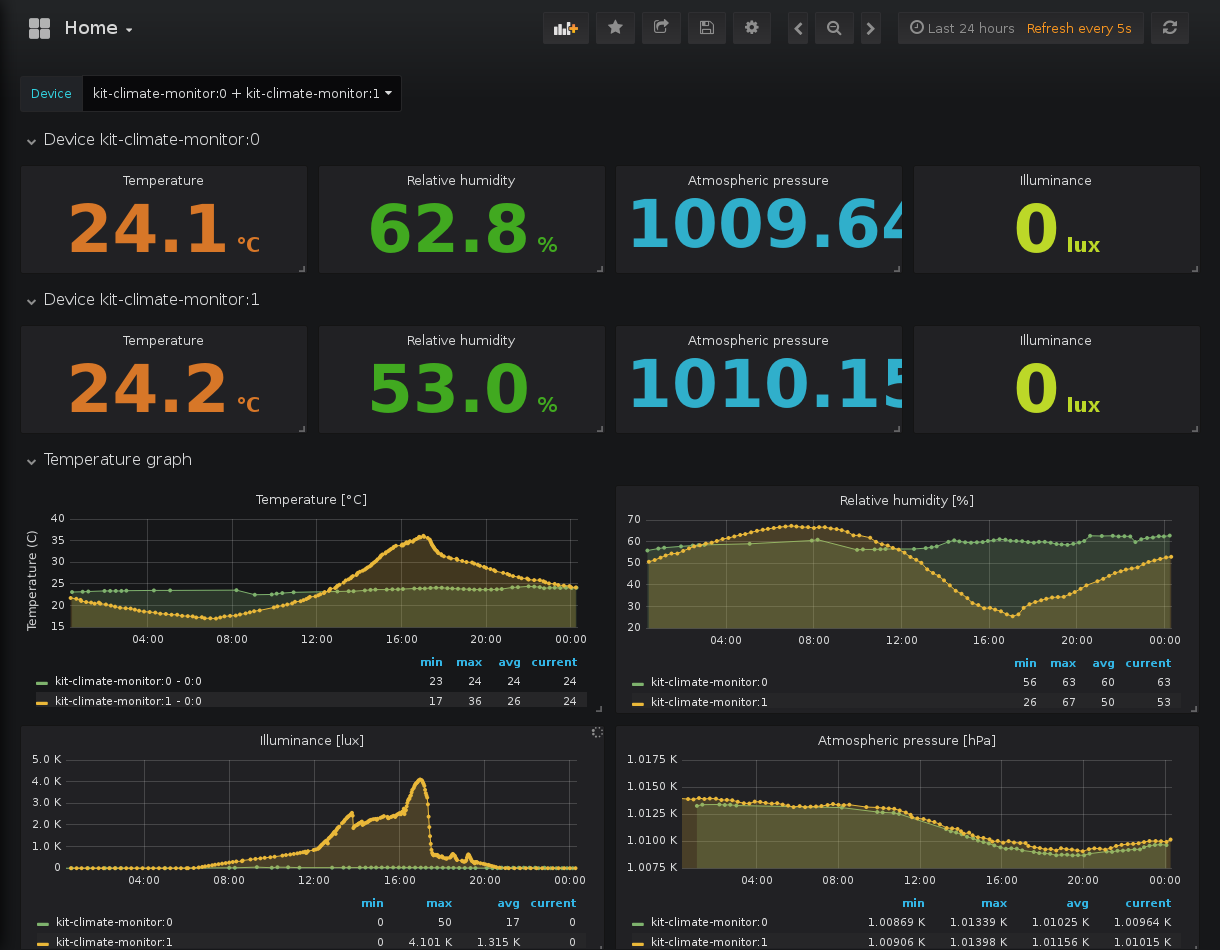 Home
Last 24 hours Refresh every 5s
Device kit-climate-monitor:0 + kit-climate-monitor:1
Device kit-climate-monitor:0
Temperature Relative humidity Atmospheric pressure Illuminance
24.1 °C 62.8 % 1009.64 0 lux
Device kit-climate-monitor:1
Temperature Relative humidity Atmospheric pressure Illuminance
24.2 °C 53.0 % 1010.15 0 lux
Temperature graph
Temperature [°C]
Temperature (C)
40
35
30
25
20
15
04:00 08:00 12:00 16:00 20:00 00:00
min max avg current
kit-climate-monitor:0 - 0:0 23 24 24 24
kit-climate-monitor:1 - 0:0 17 36 26 24
Relative humidity [%]
70
60
50
40
30
20
04:00 08:00 12:00 16:00 20:00 00:00
min max avg current
kit-climate-monitor:0 56 63 60 63
kit-climate-monitor:1 26 67 50 53
Illuminance [lux]
5.0 K
4.0 K
3.0 K
2.0 K
1.0 K
0
04:00 08:00 12:00 16:00 20:00 00:00
min max avg current
kit-climate-monitor:0 0 50 17 0
kit-climate-monitor:1 0 4.101 K 1.315 K 0
Atmospheric pressure [hPa]
1.0175 K
1.0150 K
1.0125 K
1.0100 K
1.0075 K
04:00 08:00 12:00 16:00 20:00 00:00
min max avg current
kit-climate-monitor:0 1.00869 K 1.01339 K 1.01025 K 1.00964 K
kit-climate-monitor:1 1.00906 K 1.01398 K 1.01156 K 1.01015 K